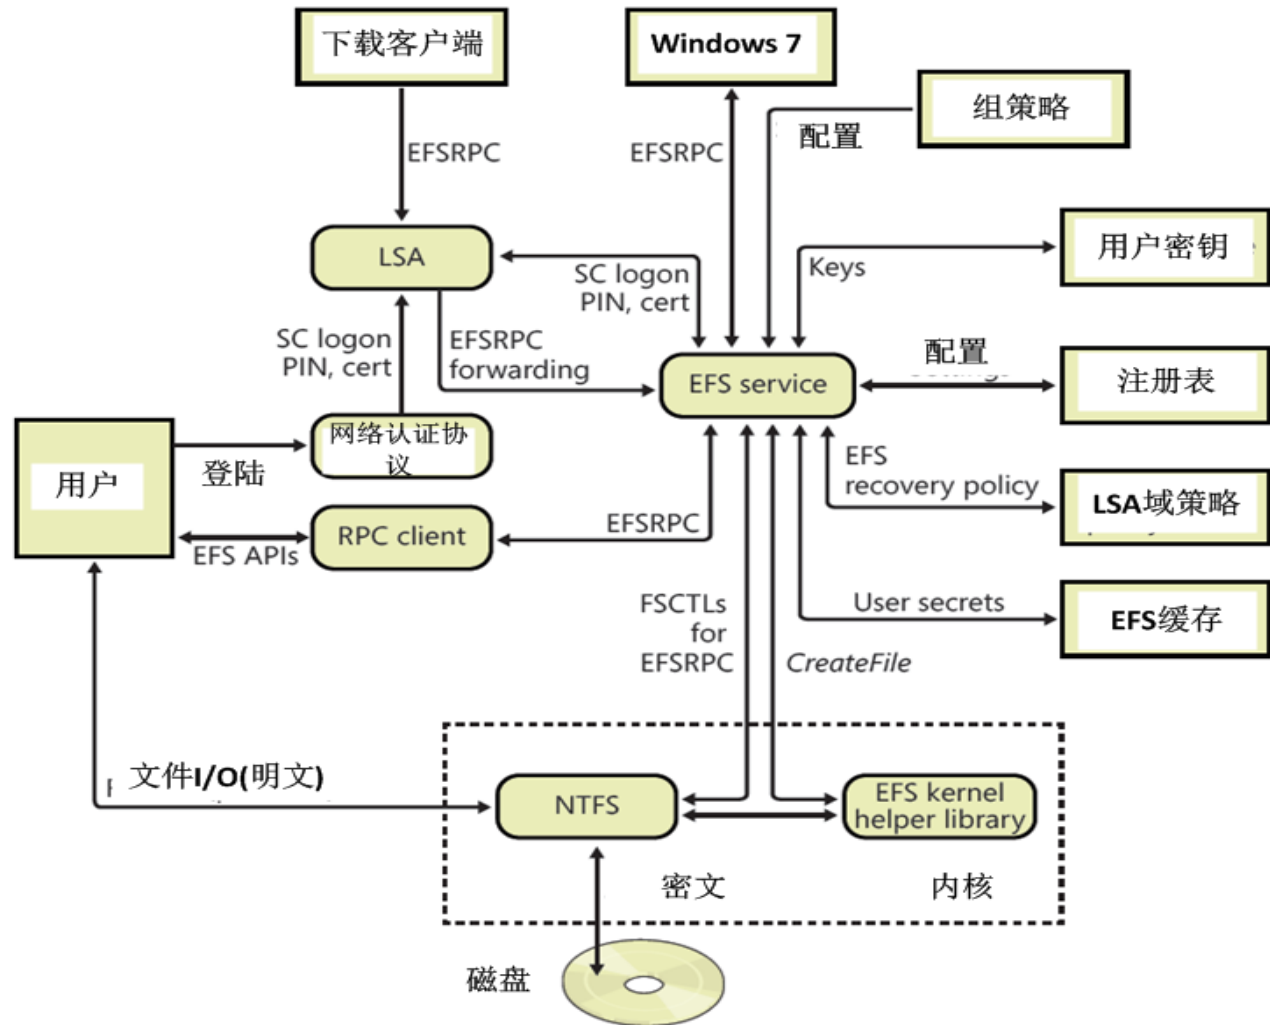 下载客户端
Windows 7
组策略
配置
EFSRPC
EFSRPC
用户密钥
LSA
Keys
SC logon
PIN, cert
SC logon
PIN, cert
EFSRPC
forwarding
配置
EFS service
注册表
网络认证协
议
用户
登陆
EFS
recovery policy
LSA域策略
EFSRPC
RPC client
EFS APIs
FSCTLs
for
EFSRPC
User secrets
EFS缓存
CreateFile
文件I/O(明文)
NTFS
EFS kernel
helper library
密文
内核
磁盘